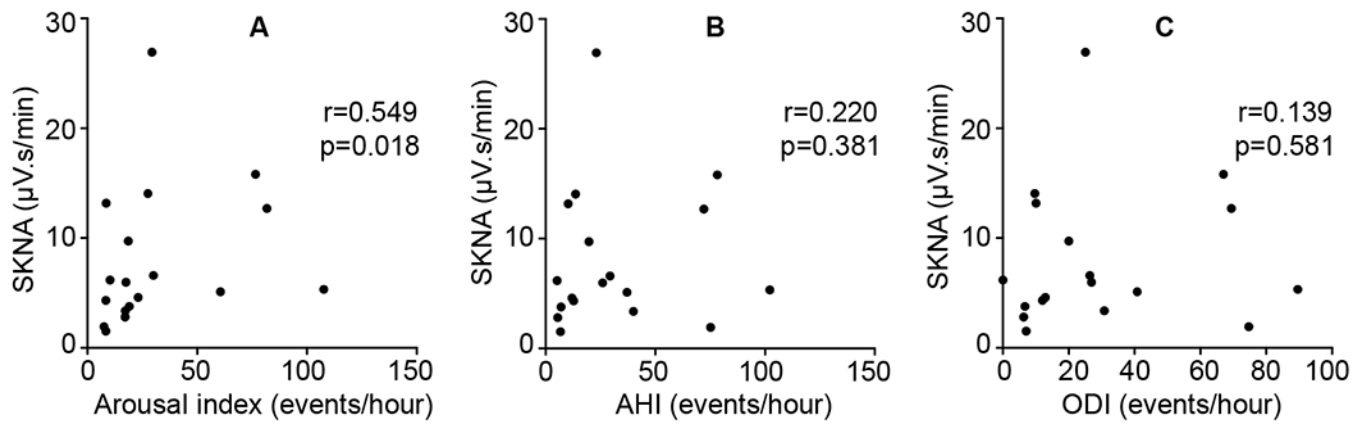 A
SKNA (µV.s/min)
30
20
10
0
r=0.549
p=0.018
0 50 100 150
Arousal index (events/hour)
B
SKNA (µV.s/min)
30
20
10
0
r=0.220
p=0.381
0 50 100 150
AHI (events/hour)
C
SKNA (µV.s/min)
30
20
10
0
r=0.139
p=0.581
0 20 40 60 80 100
ODI (events/hour)